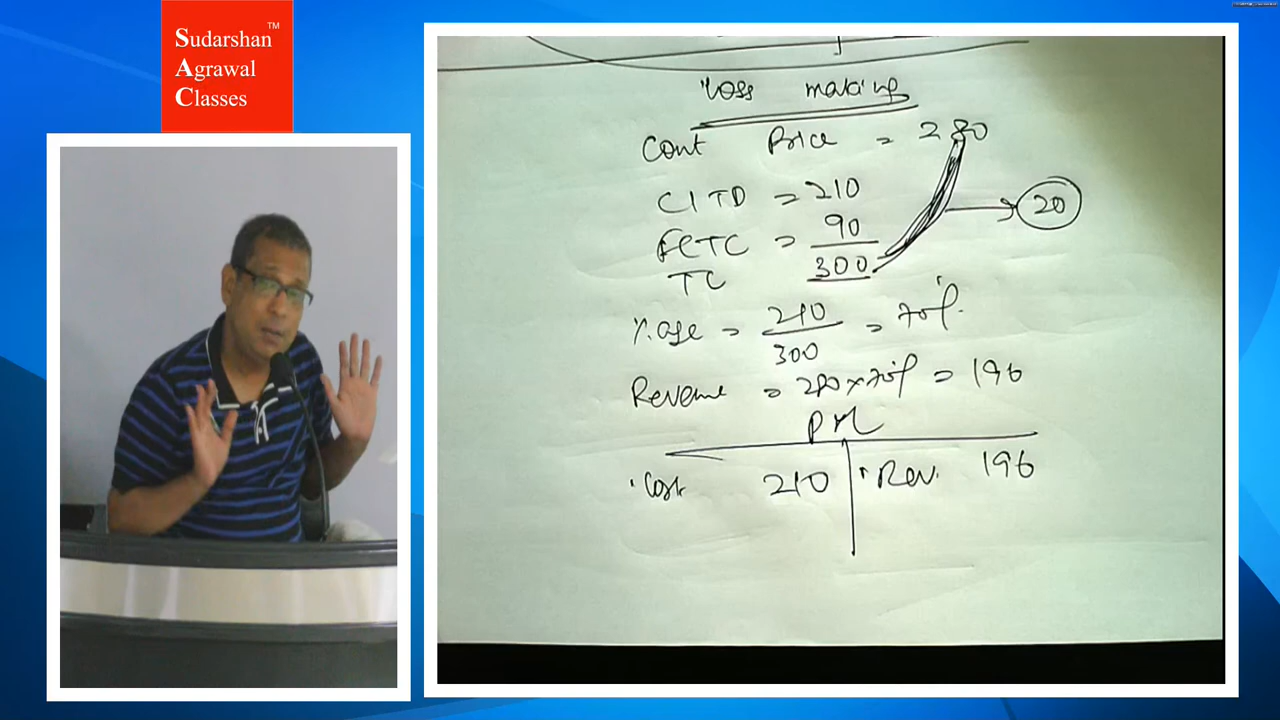 Sudarshan™
Agrawal
Classes
Loss making
Cont Price = 280
CITD = 210
ECTC = 90
TC 300
20
%age = 210/300 = 70%
Revenue = 280 x 70% = 196
P&L
Cost 210 Rev. 196